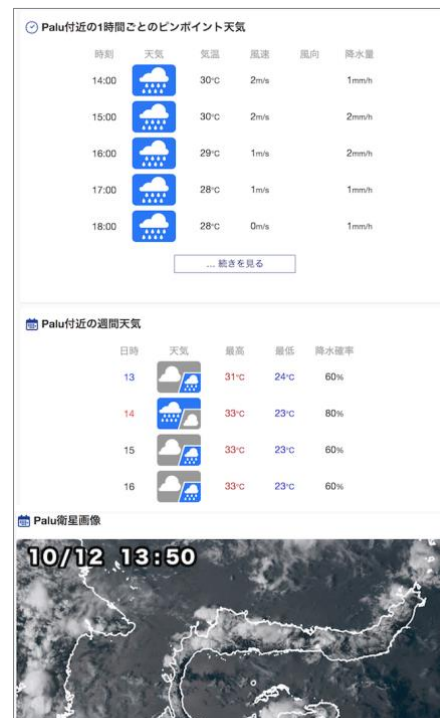 Palu付近の1時間ごとのピンポイント天気
時刻 天気 気温 風速 風向 降水量
14:00 30℃ 2m/s 1mm/h
15:00 30℃ 2m/s 2mm/h
16:00 29℃ 1m/s 2mm/h
17:00 28℃ 1m/s 1mm/h
18:00 28℃ 0m/s 1mm/h
... 続きを見る
Palu付近の週間天気
日時 天気 最高 最低 降水確率
13 31℃ 24℃ 60%
14 33℃ 23℃ 80%
15 33℃ 23℃ 60%
16 33℃ 23℃ 60%
Palu衛星画像
10/12 13:50